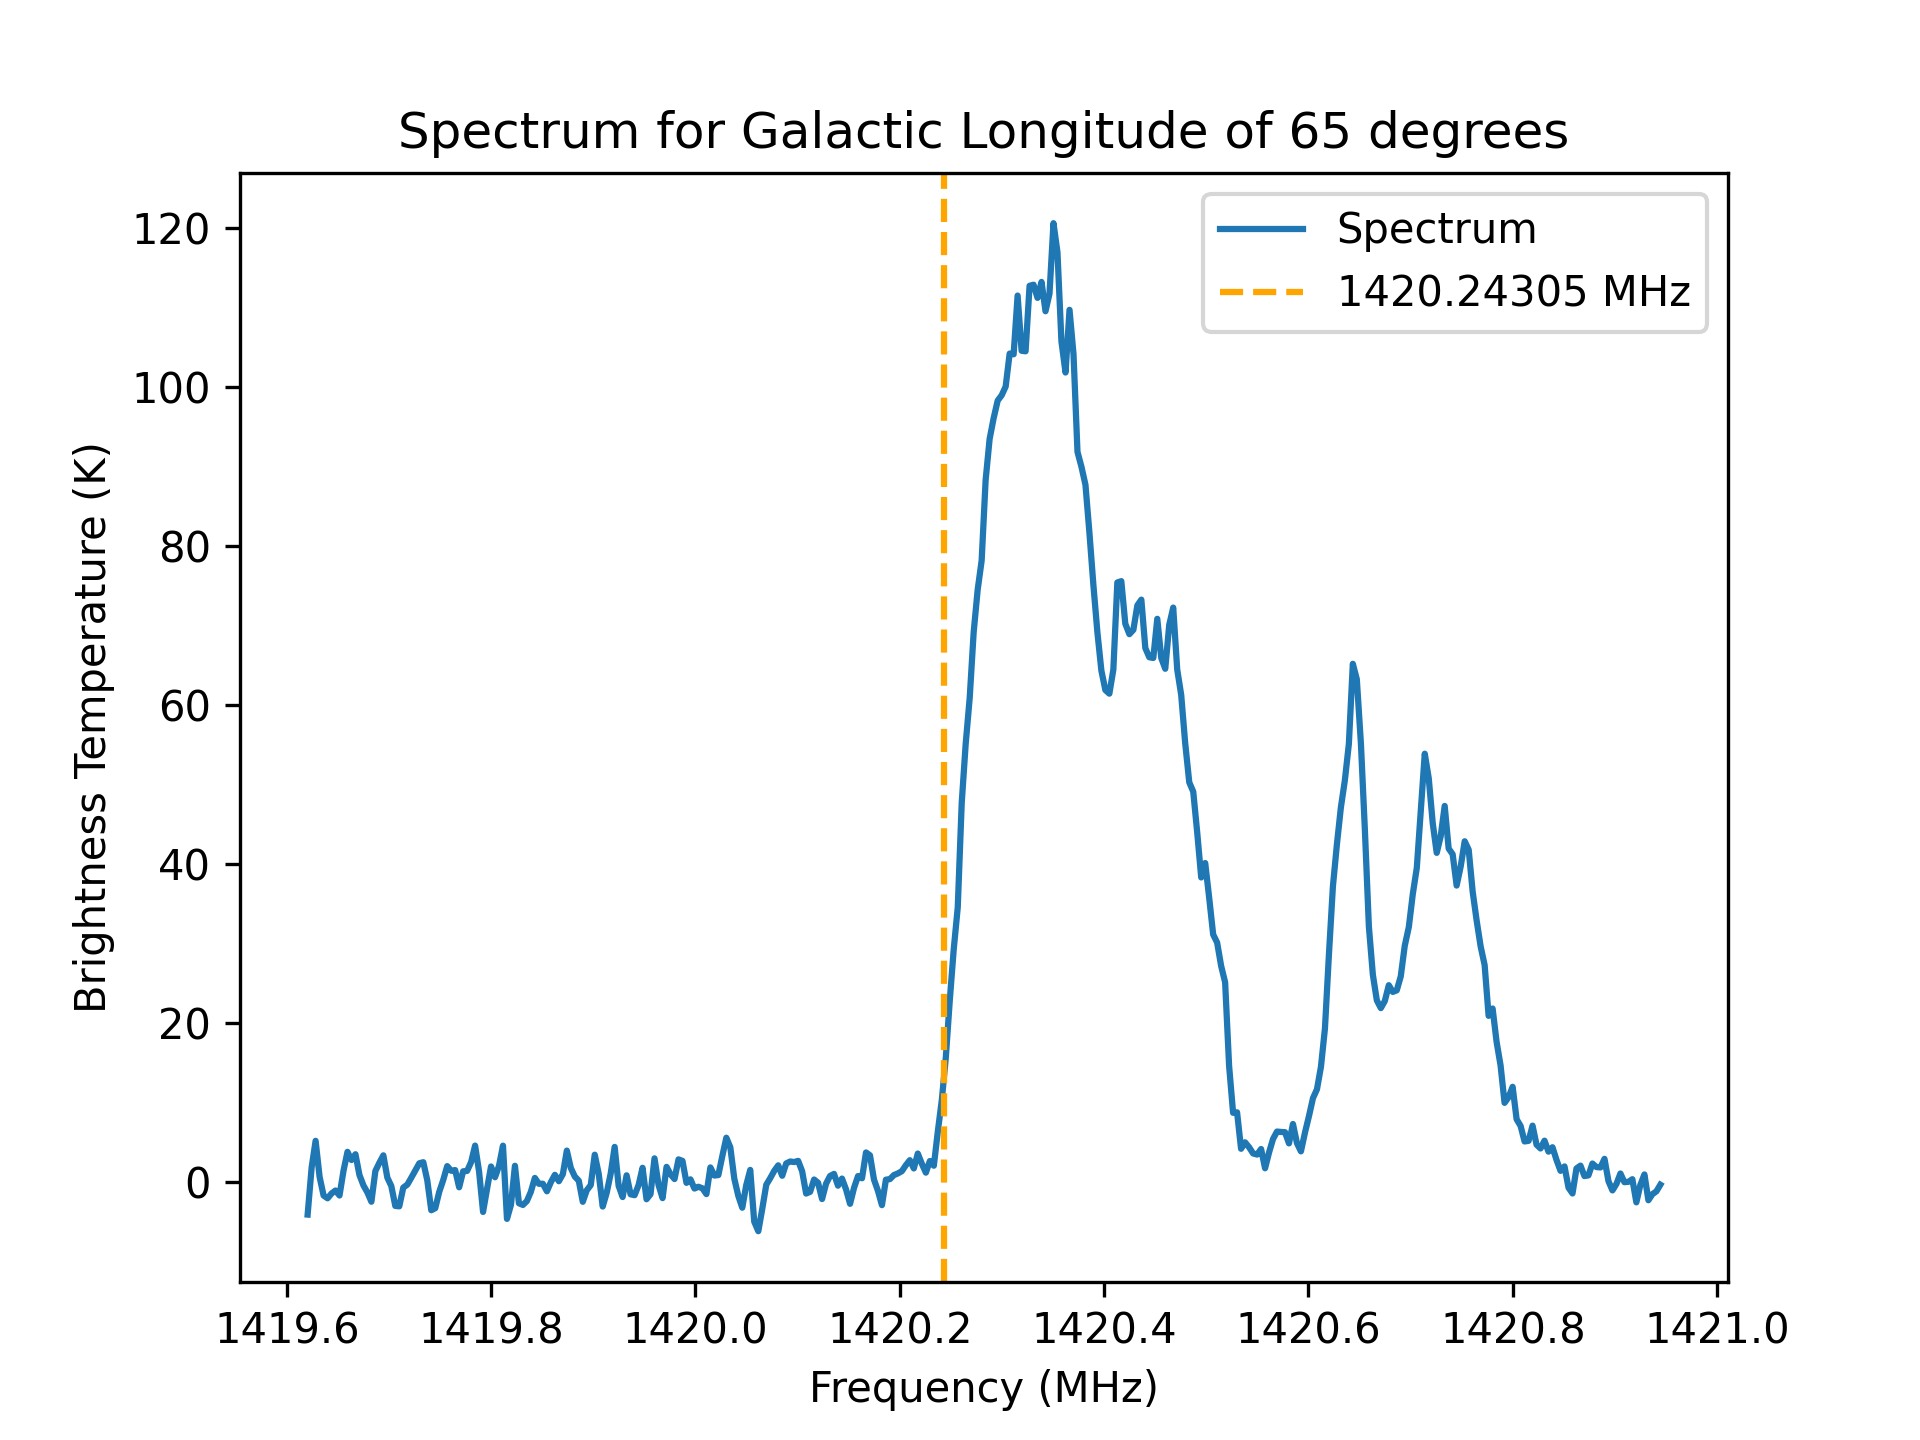 Spectrum for Galactic Longitude of 65 degrees
Spectrum
1420.24305 MHz
Brightness Temperature (K)
120
100
80
60
40
20
0
1419.6 1419.8 1420.0 1420.2 1420.4 1420.6 1420.8 1421.0
Frequency (MHz)